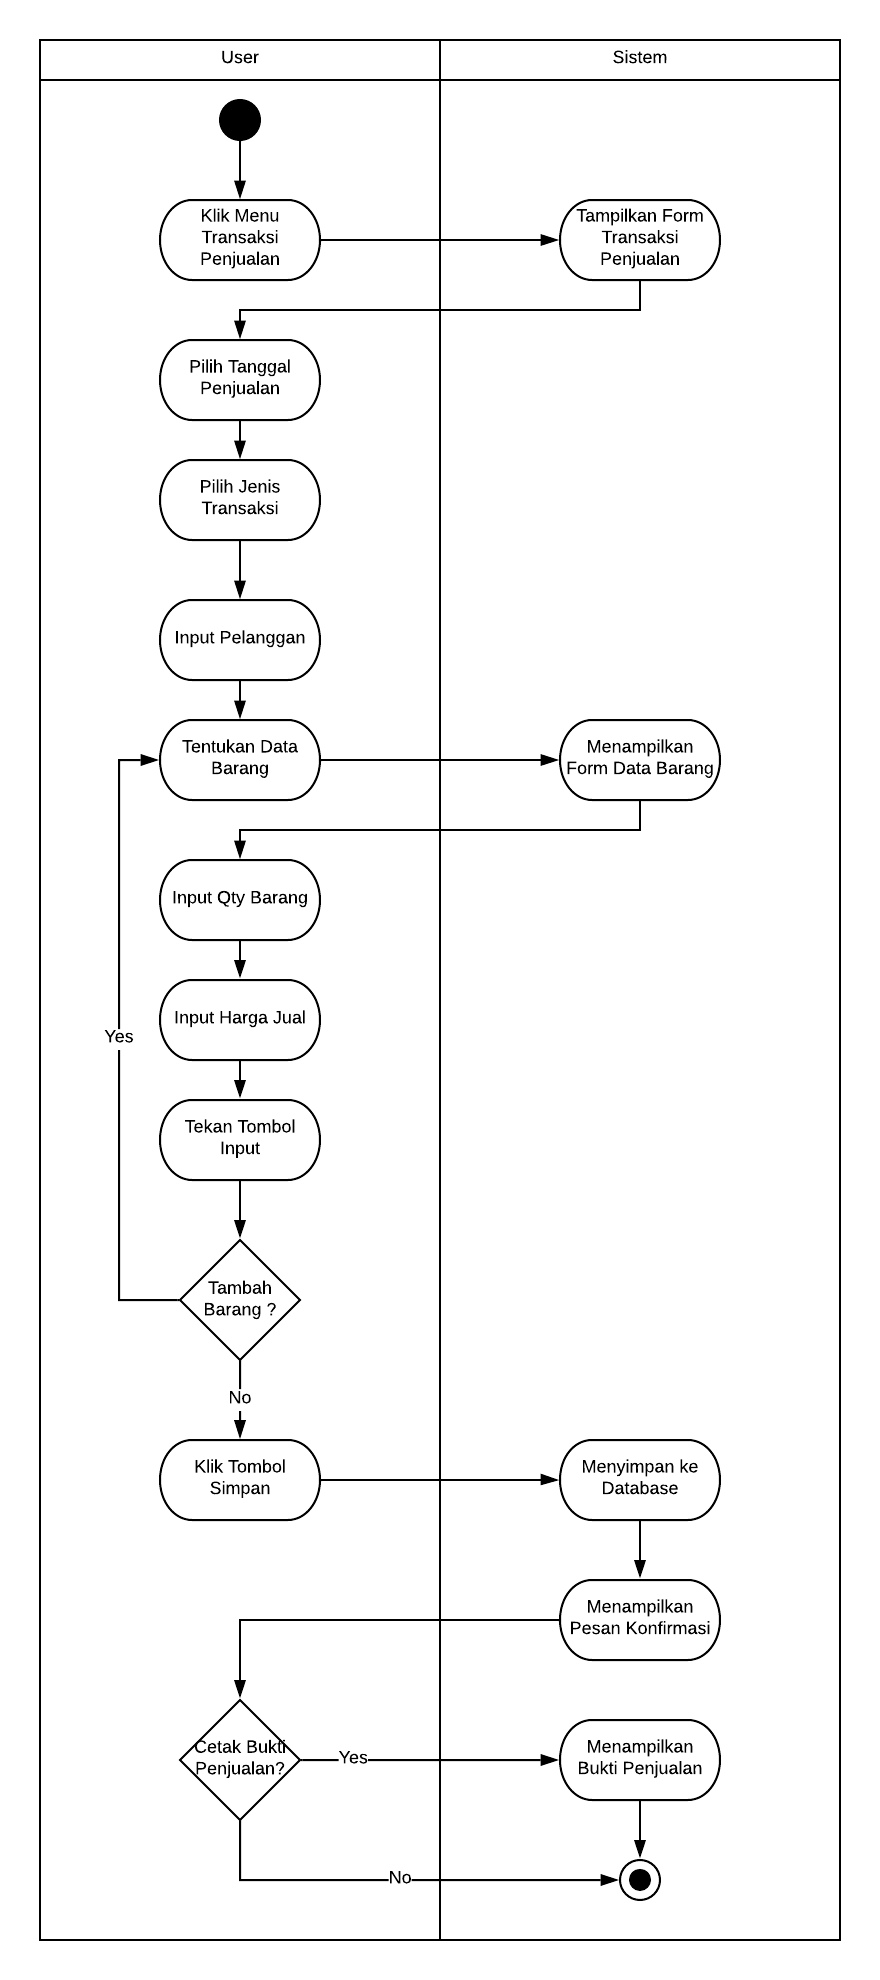 User
Sistem
Klik Menu
Transaksi
Penjualan
Tampilkan Form
Transaksi
Penjualan
Pilih Tanggal
Penjualan
Pilih Jenis
Transaksi
Input Pelanggan
Tentukan Data
Barang
Menampilkan
Form Data Barang
Input Qty Barang
Input Harga Jual
Yes
Tekan Tombol
Input
Tambah
Barang ?
No
Klik Tombol
Simpan
Menyimpan ke
Database
Menampilkan
Pesan Konfirmasi
Cetak Bukti
Penjualan?
Yes
Menampilkan
Bukti Penjualan
No